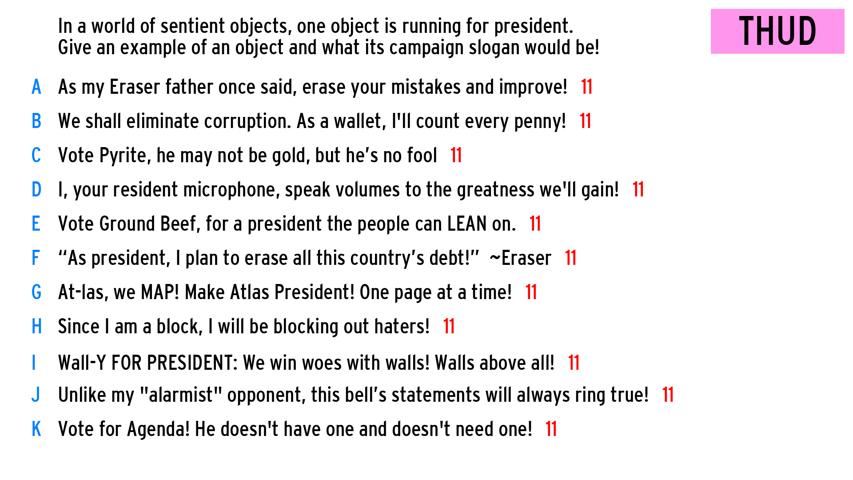 In a world of sentient objects, one object is running for president.
Give an example of an object and what its campaign slogan would be!
THUD
A As my Eraser father once said, erase your mistakes and improve! 11
B We shall eliminate corruption. As a wallet, I'll count every penny! 11
C Vote Pyrite, he may not be gold, but he’s no fool 11
D I, your resident microphone, speak volumes to the greatness we'll gain! 11
E Vote Ground Beef, for a president the people can LEAN on. 11
F “As president, I plan to erase all this country’s debt!” ~Eraser 11
G At-las, we MAP! Make Atlas President! One page at a time! 11
H Since I am a block, I will be blocking out haters! 11
I Wall-Y FOR PRESIDENT: We win woes with walls! Walls above all! 11
J Unlike my "alarmist" opponent, this bell’s statements will always ring true! 11
K Vote for Agenda! He doesn't have one and doesn't need one! 11